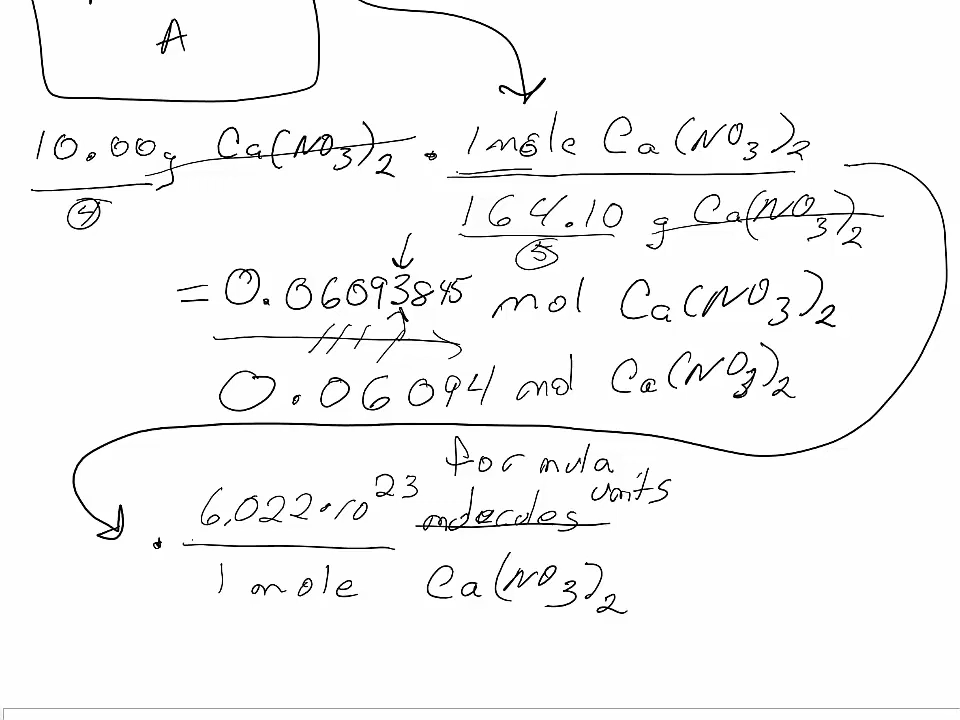 A
10.00g Ca(NO3)2 · 1 mole Ca(NO3)2
④ 164.10 g Ca(NO3)2
⑤
= 0.06093845 mol Ca(NO3)2
0.06094 mol Ca(NO3)2
formula units
· 6.022·10^23 molecules
1 mole Ca(NO3)2